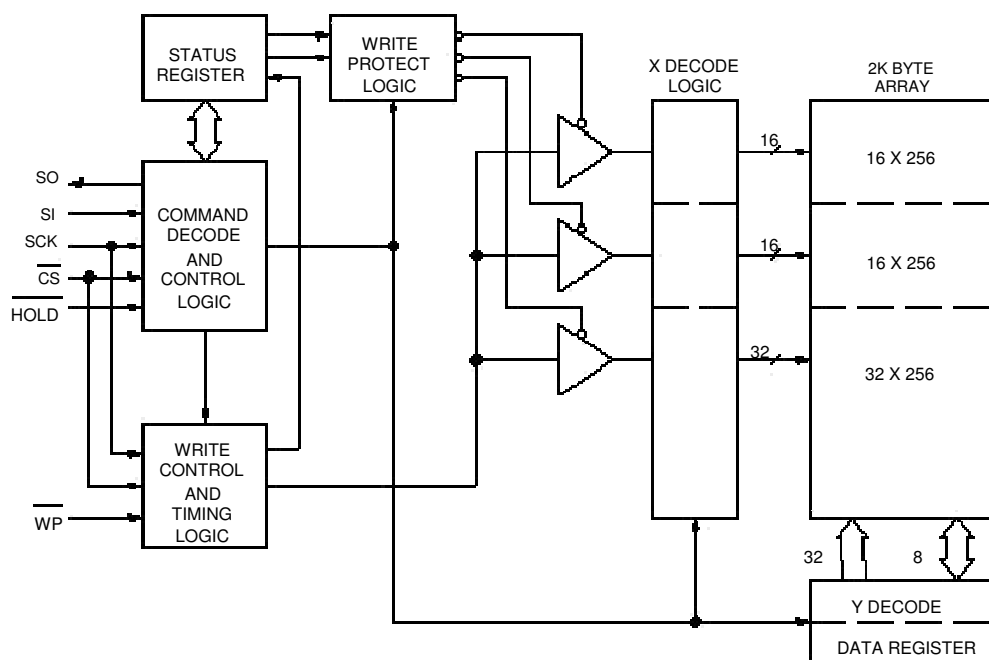 STATUS
REGISTER
WRITE
PROTECT
LOGIC
X DECODE
LOGIC
2K BYTE
ARRAY
SO
SI
SCK
CS
HOLD
COMMAND
DECODE
AND
CONTROL
LOGIC
16
16 X 256
16
16 X 256
32
32 X 256
WRITE
CONTROL
AND
TIMING
LOGIC
WP
32
8
Y DECODE
DATA REGISTER